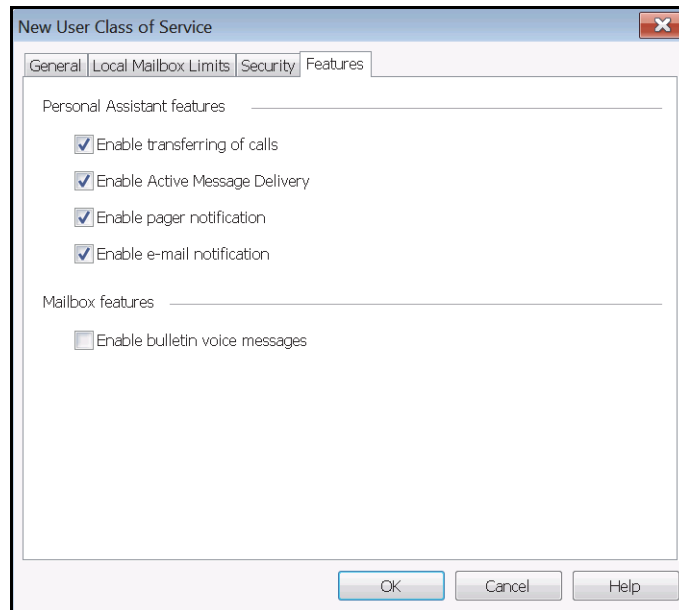 New User Class of Service
General Local Mailbox Limits Security Features
Personal Assistant features
Enable transferring of calls
Enable Active Message Delivery
Enable pager notification
Enable e-mail notification
Mailbox features
Enable bulletin voice messages
OK Cancel Help